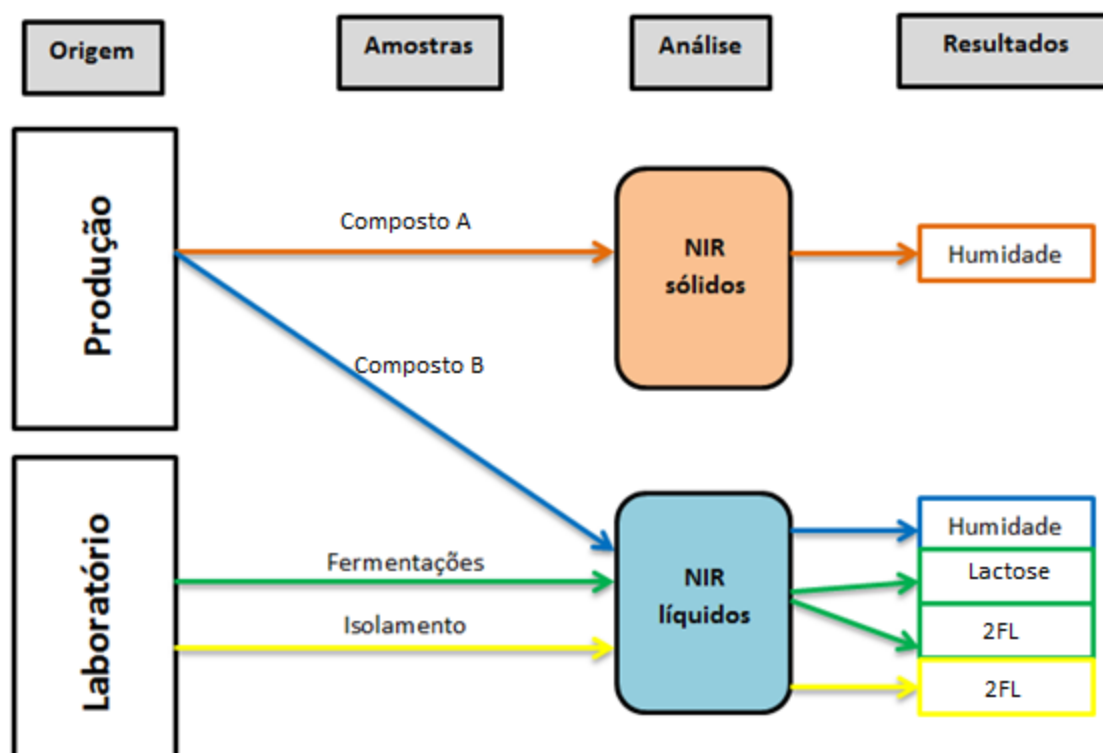 Origem
Amostras
Análise
Resultados
Produção
Composto A
NIR
sólidos
Humidade
Composto B
Laboratório
Fermentações
Isolamento
NIR
líquidos
Humidade
Lactose
2FL
2FL